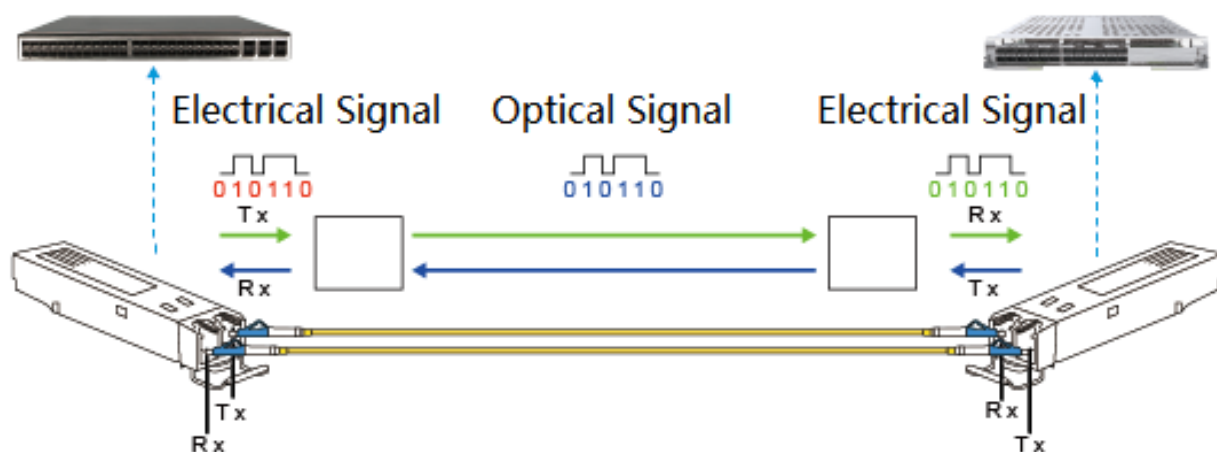 Electrical Signal Optical Signal Electrical Signal
010110 010110 010110
Tx Rx
Rx Tx
Tx Rx
Rx Tx